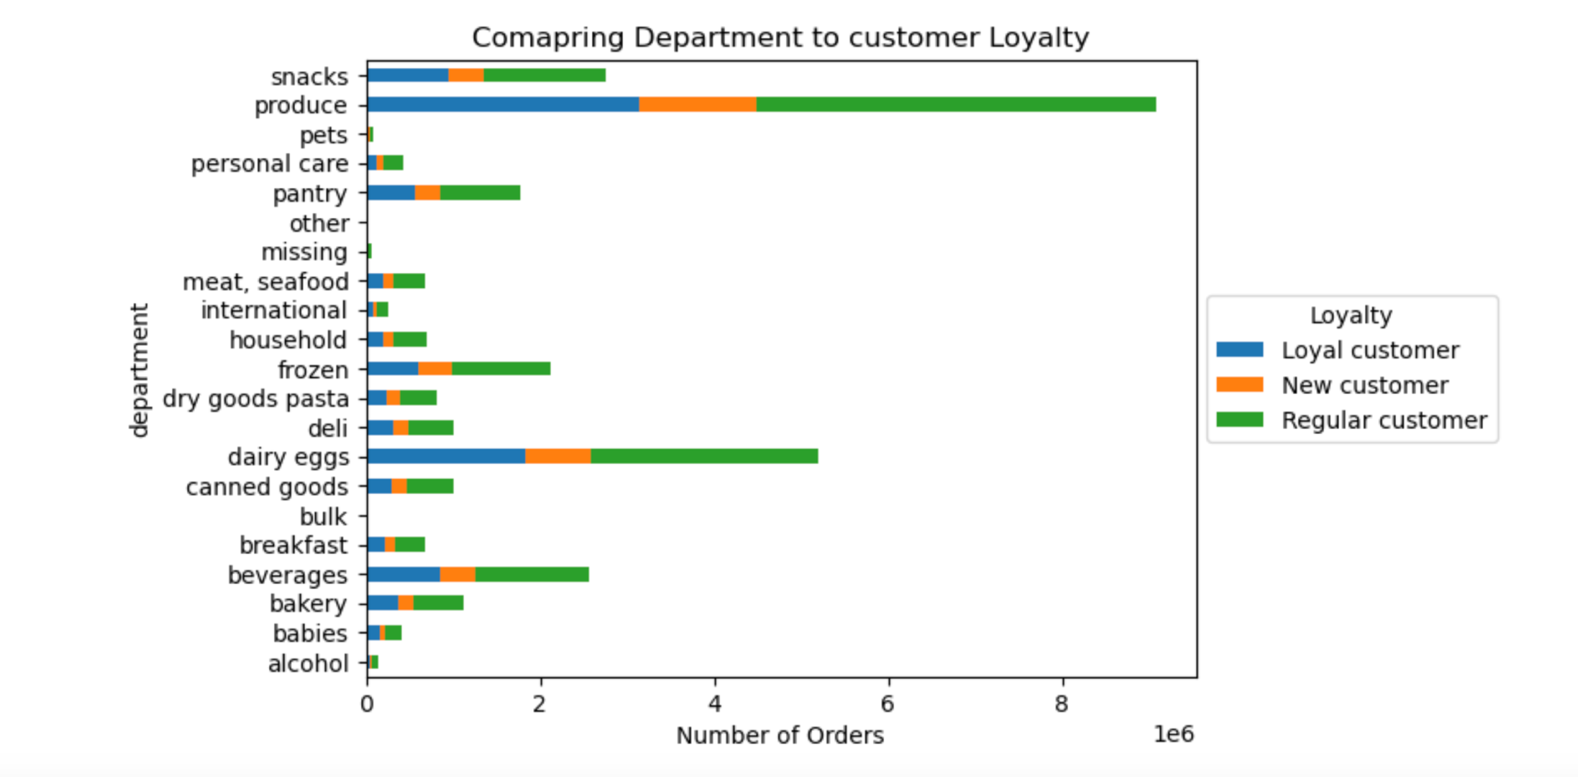 Comapring Department to customer Loyalty
snacks
produce
pets
personal care
pantry
other
missing
meat, seafood
international
household
frozen
dry goods pasta
deli
dairy eggs
canned goods
bulk
breakfast
beverages
bakery
babies
alcohol
department
0 2 4 6 8
1e6
Number of Orders
Loyalty
Loyal customer
New customer
Regular customer